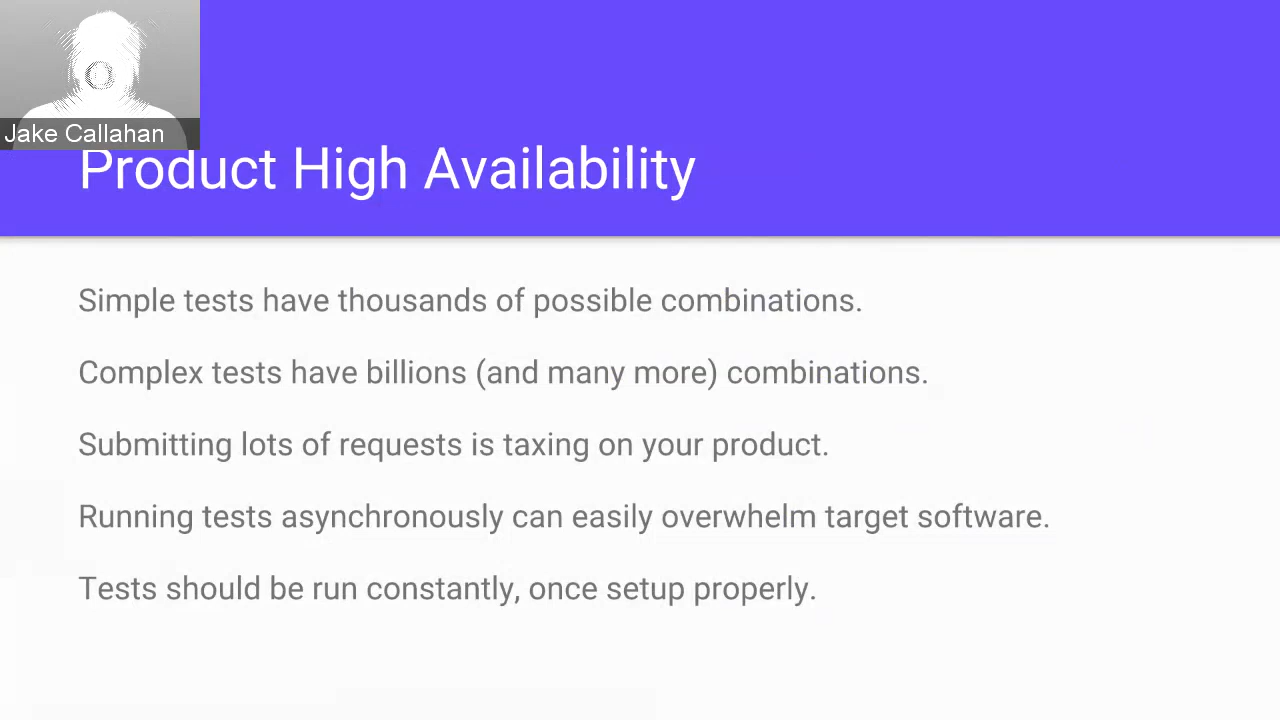 Jake Callahan
Product High Availability
Simple tests have thousands of possible combinations.
Complex tests have billions (and many more) combinations.
Submitting lots of requests is taxing on your product.
Running tests asynchronously can easily overwhelm target software.
Tests should be run constantly, once setup properly.